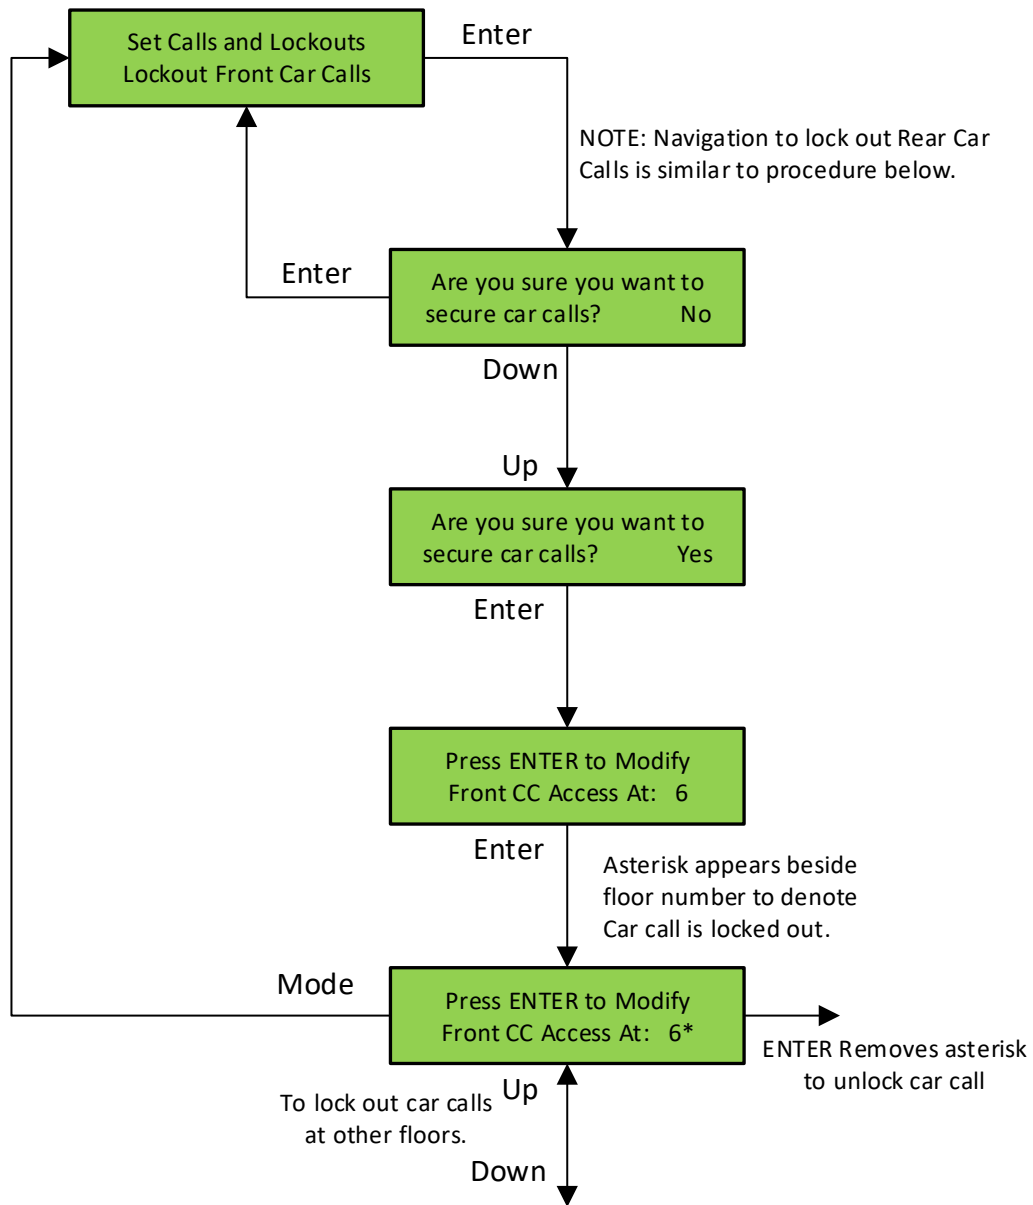 Set Calls and Lockouts
Lockout Front Car Calls
Enter
NOTE: Navigation to lock out Rear Car
Calls is similar to procedure below.
Enter
Are you sure you want to
secure car calls? No
Down
Up
Are you sure you want to
secure car calls? Yes
Enter
Press ENTER to Modify
Front CC Access At: 6
Enter
Asterisk appears beside
floor number to denote
Car call is locked out.
Mode
Press ENTER to Modify
Front CC Access At: 6*
ENTER Removes asterisk
to unlock car call
Up
To lock out car calls
at other floors.
Down